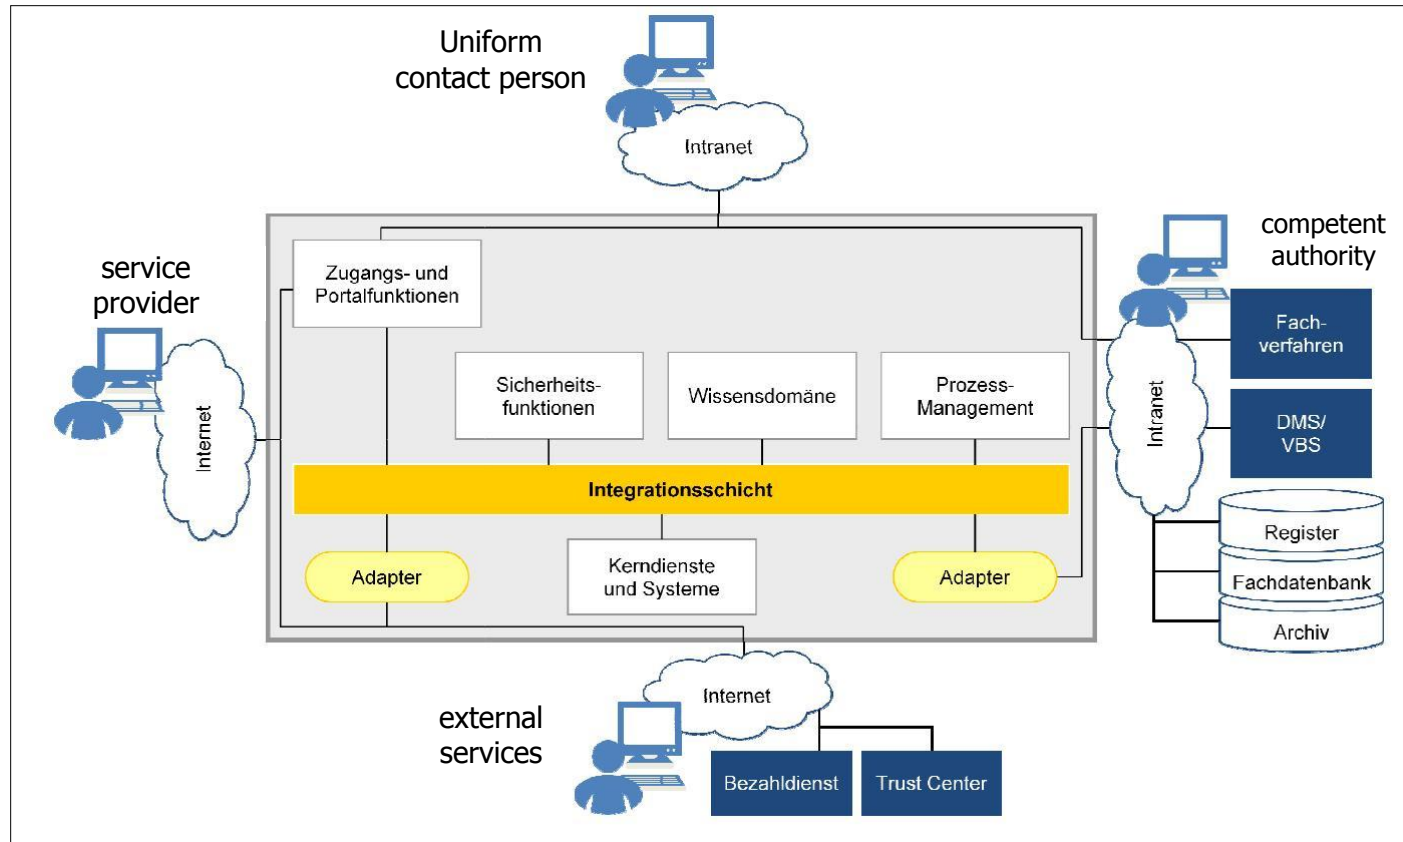 Uniform
contact person
Intranet
service
provider
Internet
Zugangs- und
Portalfunktionen
Sicherheits-
funktionen
Wissensdomäne
Prozess-
Management
Integrationsschicht
Adapter
Kerndienste
und Systeme
Adapter
competent
authority
Intranet
Fach-
verfahren
DMS/
VBS
Register
Fachdatenbank
Archiv
external
services
Internet
Bezahldienst
Trust Center